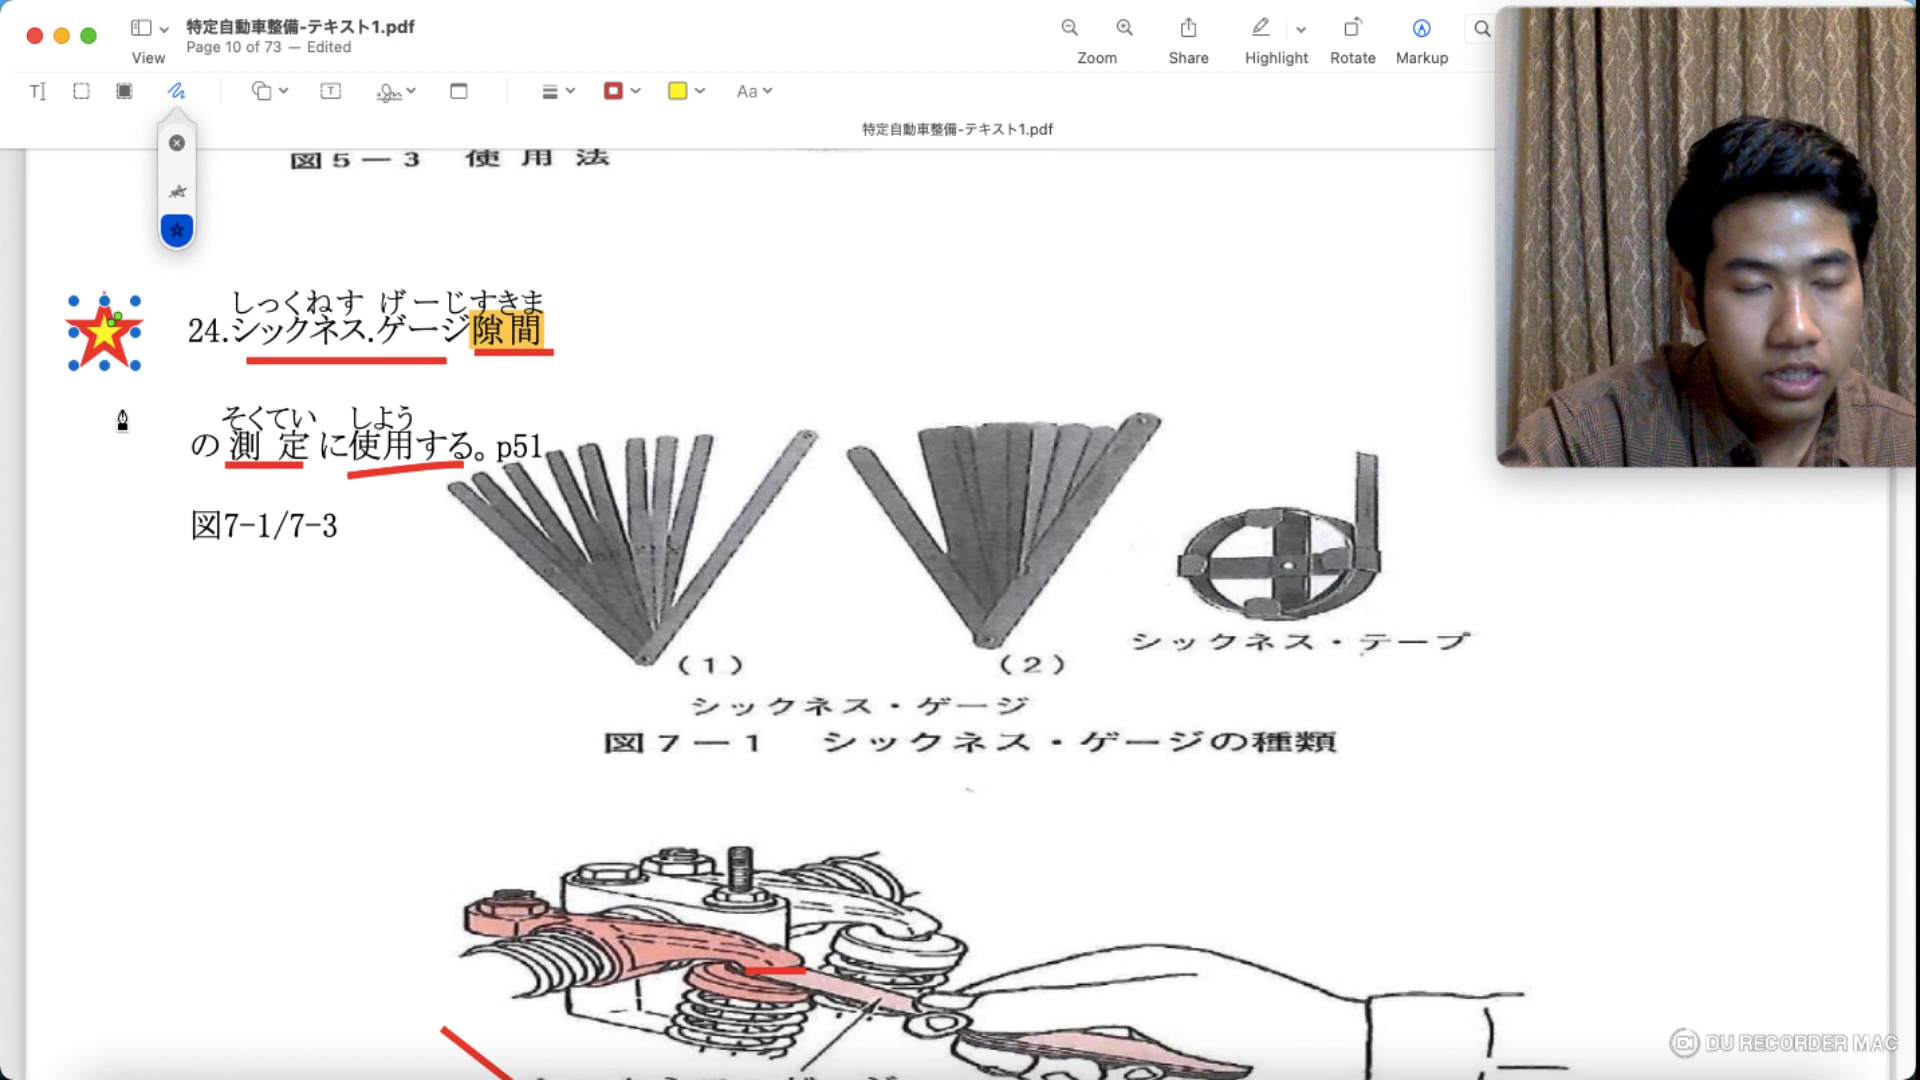 特定自動車整備-テキスト1.pdf
Page 10 of 73 — Edited
View
Zoom
Share
Highlight
Rotate
Markup
Aa
特定自動車整備-テキスト1.pdf
図5－3 使用法
しっくねす げーじすきま
24.シックネス.ゲージ隙間
そくてい しよう
の測定に使用する。p51
図7-1/7-3
(1)
(2)
シックネス・テープ
シックネス・ゲージ
図7－1 シックネス・ゲージの種類
DU RECORDER MAC